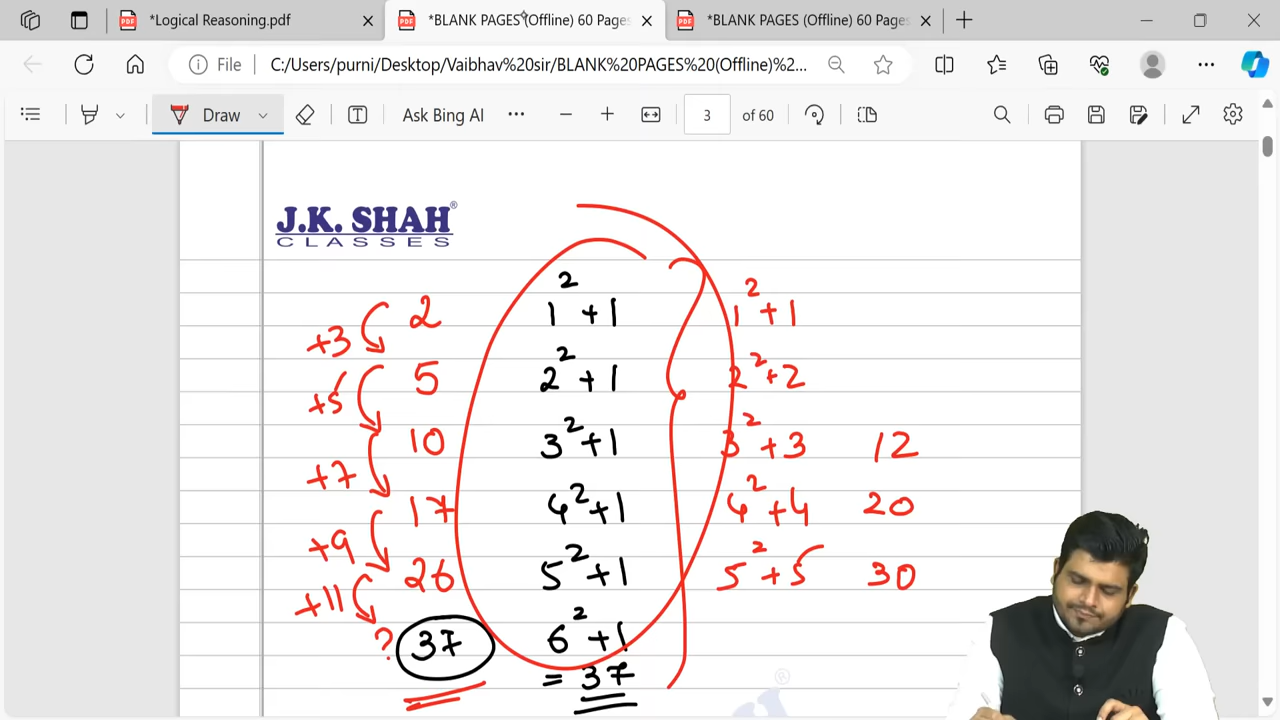 *Logical Reasoning.pdf
*BLANK PAGES (Offline) 60 Pages
*BLANK PAGES (Offline) 60 Pages
File
C:/Users/purni/Desktop/Vaibhav%20sir/BLANK%20PAGES%20(Offline)%2...
Draw
Ask Bing AI
3 of 60
J.K. SHAH®
CLASSES
+3 2 1²+1 1²+1
+5 5 2²+1 2²+2
+7 10 3²+1 3²+3 12
+9 17 4²+1 4²+4 20
+11 26 5²+1 5²+5 30
? 37 6²+1
= 37